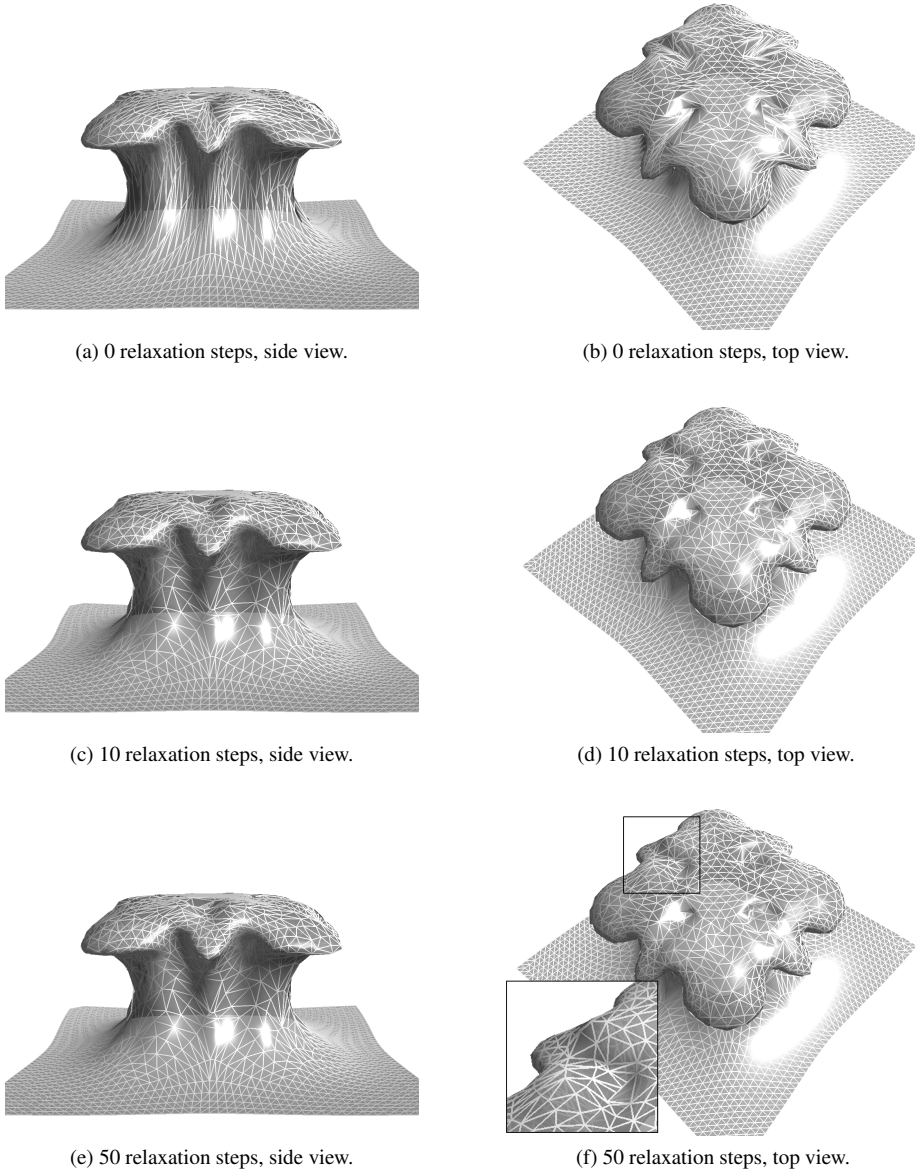 (a) 0 relaxation steps, side view.
(b) 0 relaxation steps, top view.
(c) 10 relaxation steps, side view.
(d) 10 relaxation steps, top view.
(e) 50 relaxation steps, side view.
(f) 50 relaxation steps, top view.